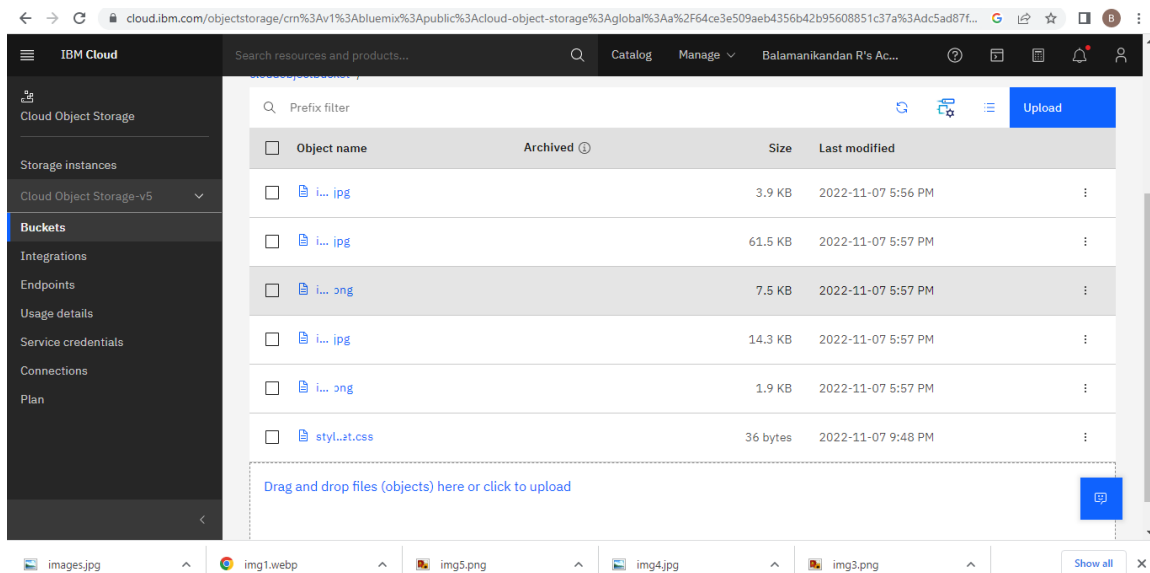 cloud.ibm.com/objectstorage/crn%3Av1%3Abluemix%3Apublic%3Acloud-object-storage%3Aglobal%3Aa%2F64ce3e509aeb4356b42b95608851c37a%3Adc5ad87f...
B
IBM Cloud
Search resources and products...
Catalog
Manage
Balamanikandan R's Ac...
Cloud Object Storage
Storage instances
Cloud Object Storage-v5
Buckets
Integrations
Endpoints
Usage details
Service credentials
Connections
Plan
Prefix filter
Upload
Object name Archived Size Last modified
i... jpg 3.9 KB 2022-11-07 5:56 PM
i... jpg 61.5 KB 2022-11-07 5:57 PM
i... png 7.5 KB 2022-11-07 5:57 PM
i... jpg 14.3 KB 2022-11-07 5:57 PM
i... png 1.9 KB 2022-11-07 5:57 PM
styl..et.css 36 bytes 2022-11-07 9:48 PM
Drag and drop files (objects) here or click to upload
images.jpg
img1.webp
img5.png
img4.jpg
img3.png
Show all